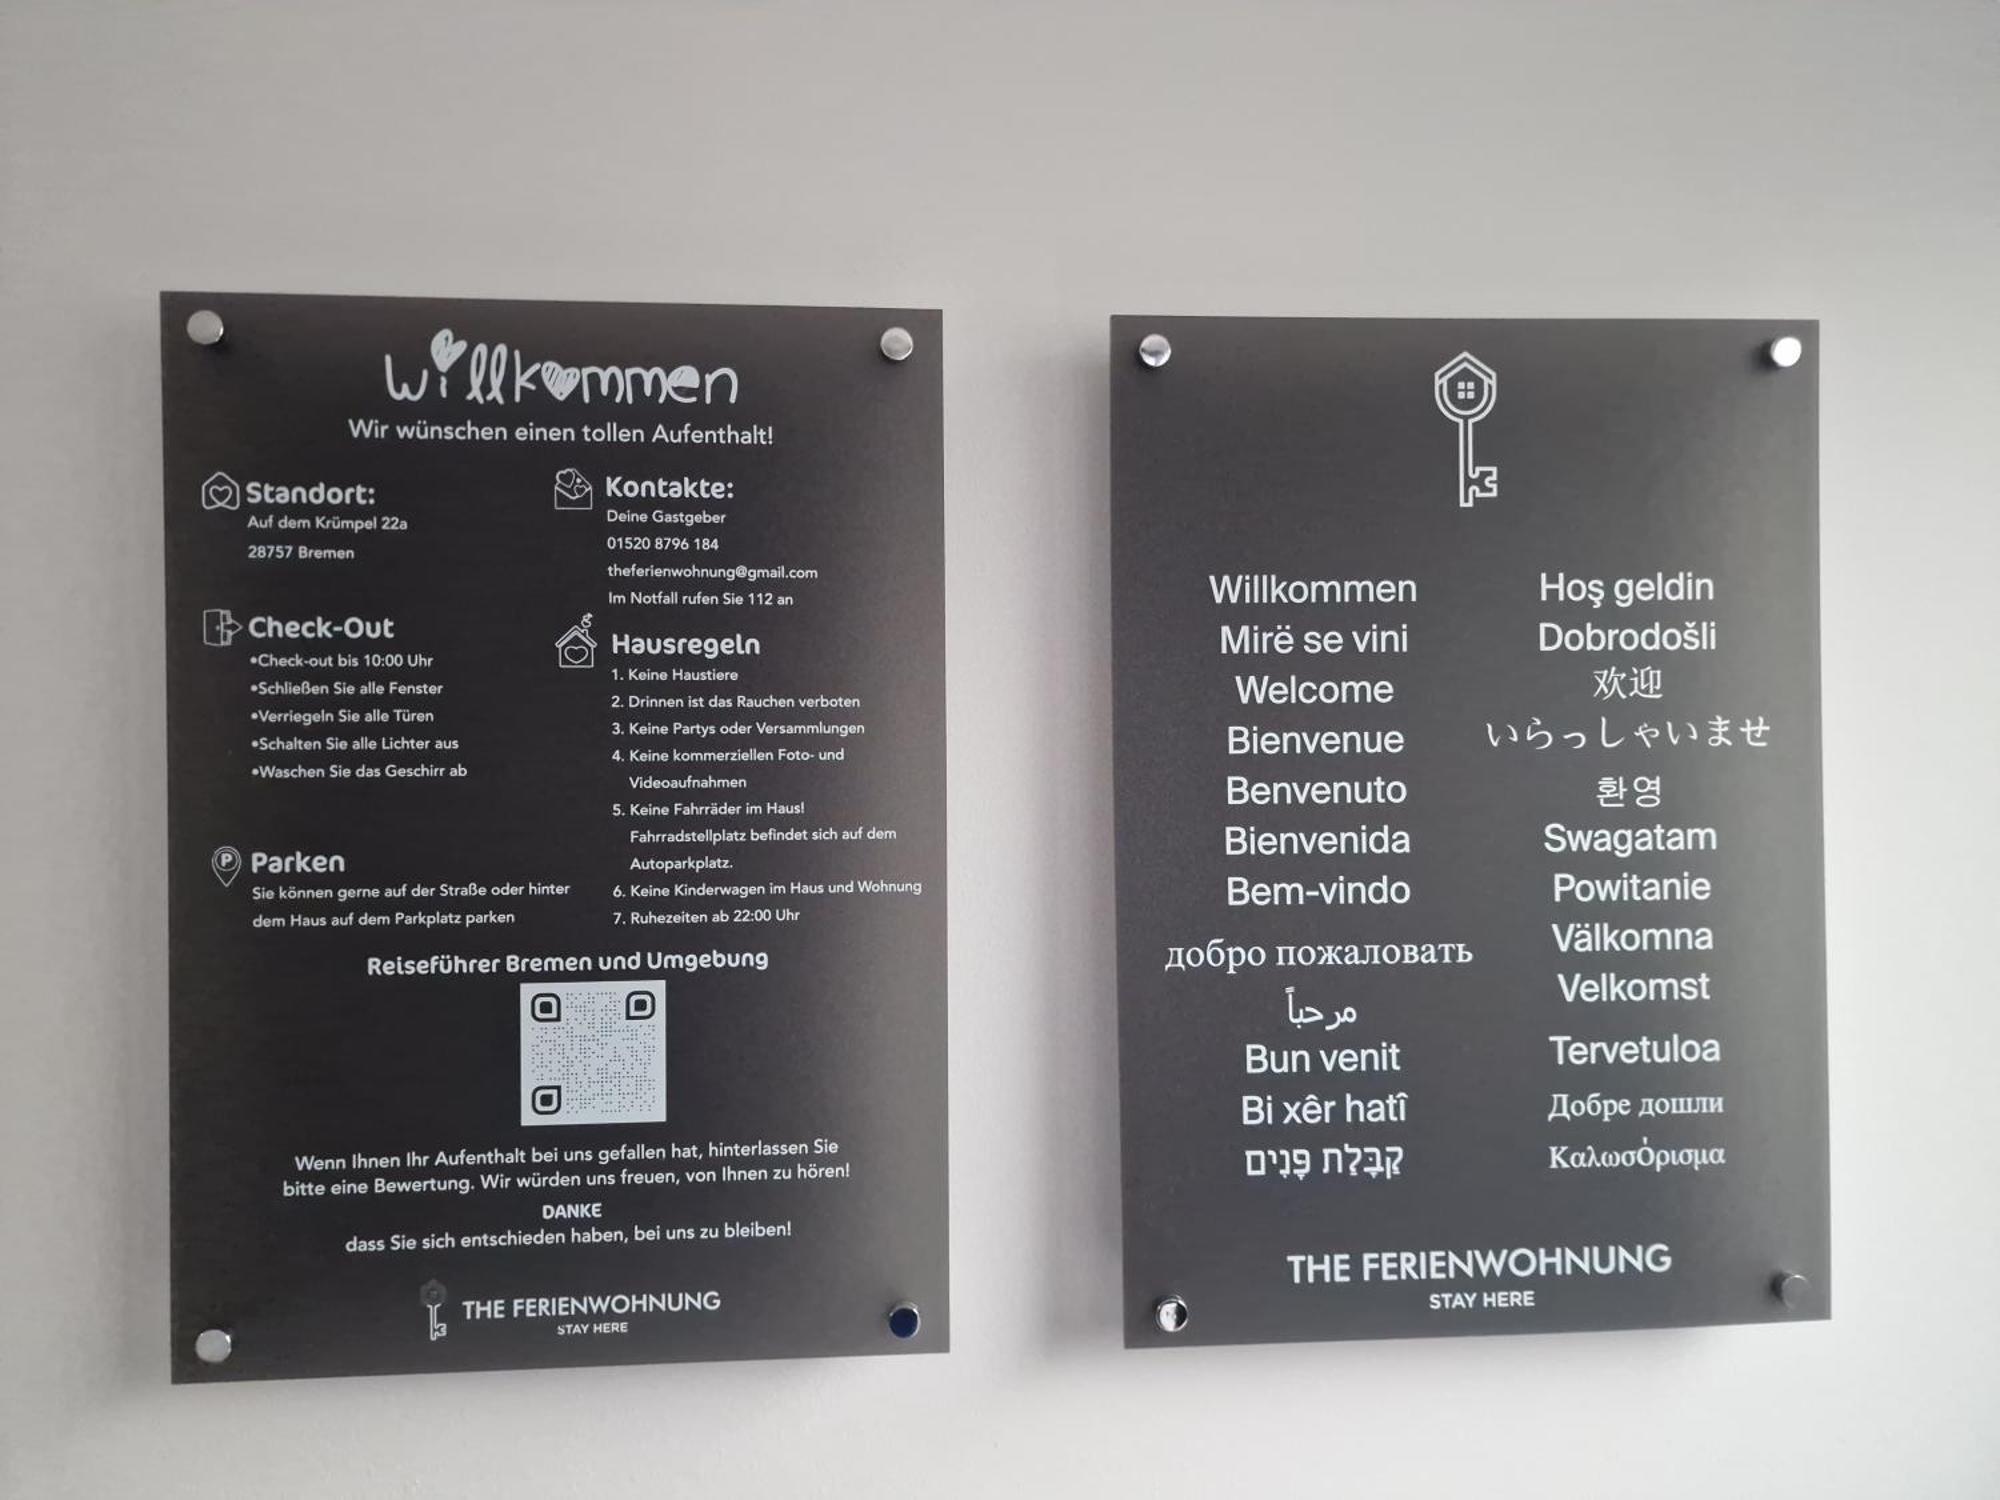 Willkommen
Wir wünschen einen tollen Aufenthalt!
Standort:
Auf dem Krümpel 22a
28757 Bremen
Kontakte:
Deine Gastgeber
01520 8796 184
theferienwohnung@gmail.com
Im Notfall rufen Sie 112 an
Check-Out
•Check-out bis 10:00 Uhr
•Schließen Sie alle Fenster
•Verriegeln Sie alle Türen
•Schalten Sie alle Lichter aus
•Waschen Sie das Geschirr ab
Hausregeln
1. Keine Haustiere
2. Drinnen ist das Rauchen verboten
3. Keine Partys oder Versammlungen
4. Keine kommerziellen Foto- und
Videoaufnahmen
5. Keine Fahrräder im Haus!
Fahrradstellplatz befindet sich auf dem
Autoparkplatz.
6. Keine Kinderwagen im Haus und Wohnung
7. Ruhezeiten ab 22:00 Uhr
P
Parken
Sie können gerne auf der Straße oder hinter
dem Haus auf dem Parkplatz parken
Reiseführer Bremen und Umgebung
Wenn Ihnen Ihr Aufenthalt bei uns gefallen hat, hinterlassen Sie
bitte eine Bewertung. Wir würden uns freuen, von Ihnen zu hören!
DANKE
dass Sie sich entschieden haben, bei uns zu bleiben!
THE FERIENWOHNUNG
STAY HERE
Willkommen
Mirë se vini
Welcome
Bienvenue
Benvenuto
Bienvenida
Bem-vindo
добро пожаловать
مرحباً
Bun venit
Bi xêr hatî
קַבָּלַת פָּנִים
Hoş geldin
Dobrodošli
欢迎
いらっしゃいませ
환영
Swagatam
Powitanie
Välkomna
Velkomst
Tervetuloa
Добре дошли
ΚαλωσΌρισμα
THE FERIENWOHNUNG
STAY HERE